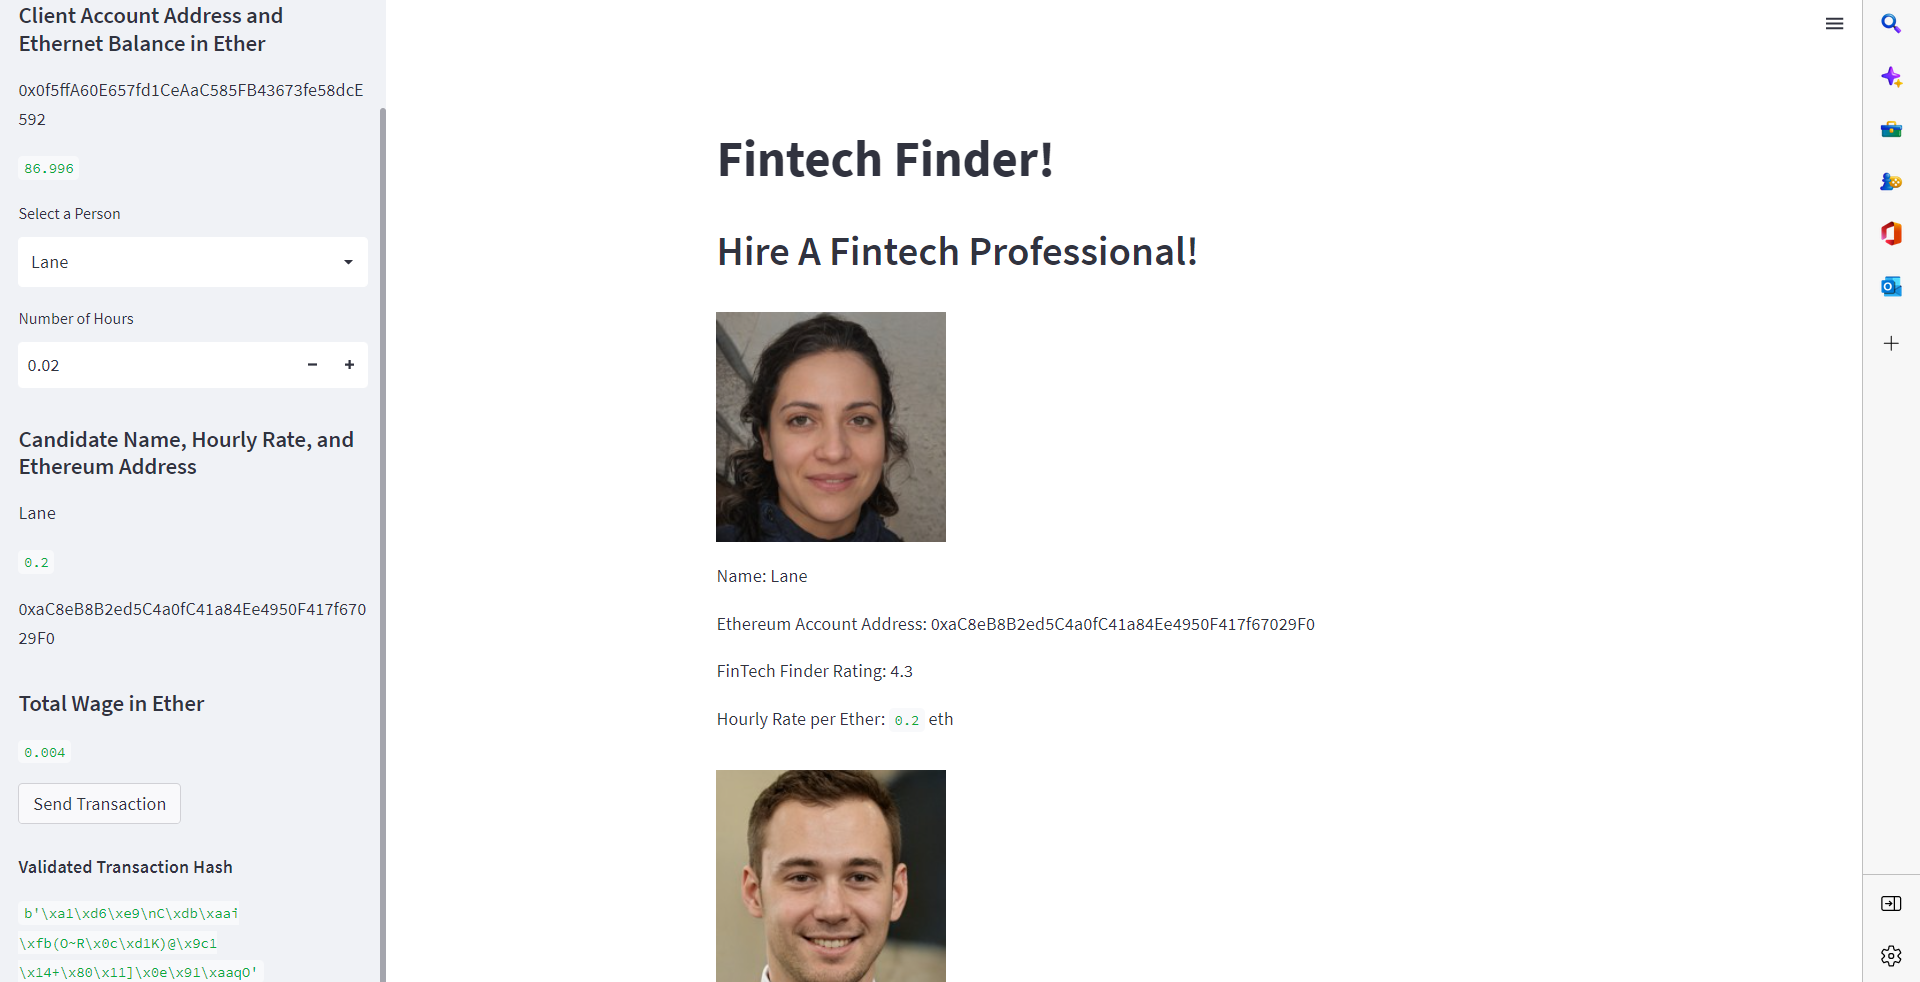 Client Account Address and
Ethernet Balance in Ether
0x0f5ffA60E657fd1CeAaC585FB43673fe58dcE
592
86.996
Select a Person
Lane
Number of Hours
0.02
Candidate Name, Hourly Rate, and
Ethereum Address
Lane
0.2
0xaC8eB8B2ed5C4a0fC41a84Ee4950F417f670
29F0
Total Wage in Ether
0.004
Send Transaction
Validated Transaction Hash
b'\xa1\xd6\xe9\nC\xdb\xaai
\xfb(O~R\x0c\xd1K)@\x9c1
\x14+\x80\x11]\x0e\x91\xaaqO'
Fintech Finder!
Hire A Fintech Professional!
Name: Lane
Ethereum Account Address: 0xaC8eB8B2ed5C4a0fC41a84Ee4950F417f67029F0
FinTech Finder Rating: 4.3
Hourly Rate per Ether: 0.2 eth